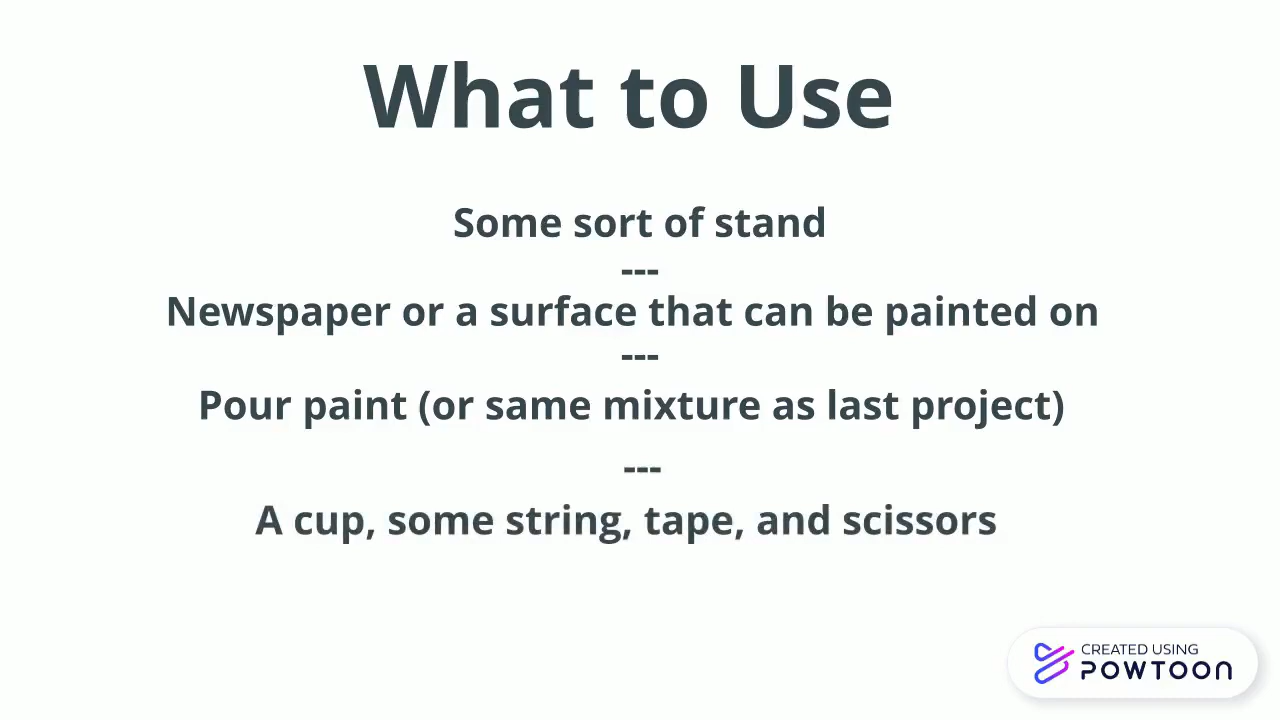 What to Use
Some sort of stand
---
Newspaper or a surface that can be painted on
---
Pour paint (or same mixture as last project)
---
A cup, some string, tape, and scissors
CREATED USING
POWTOON